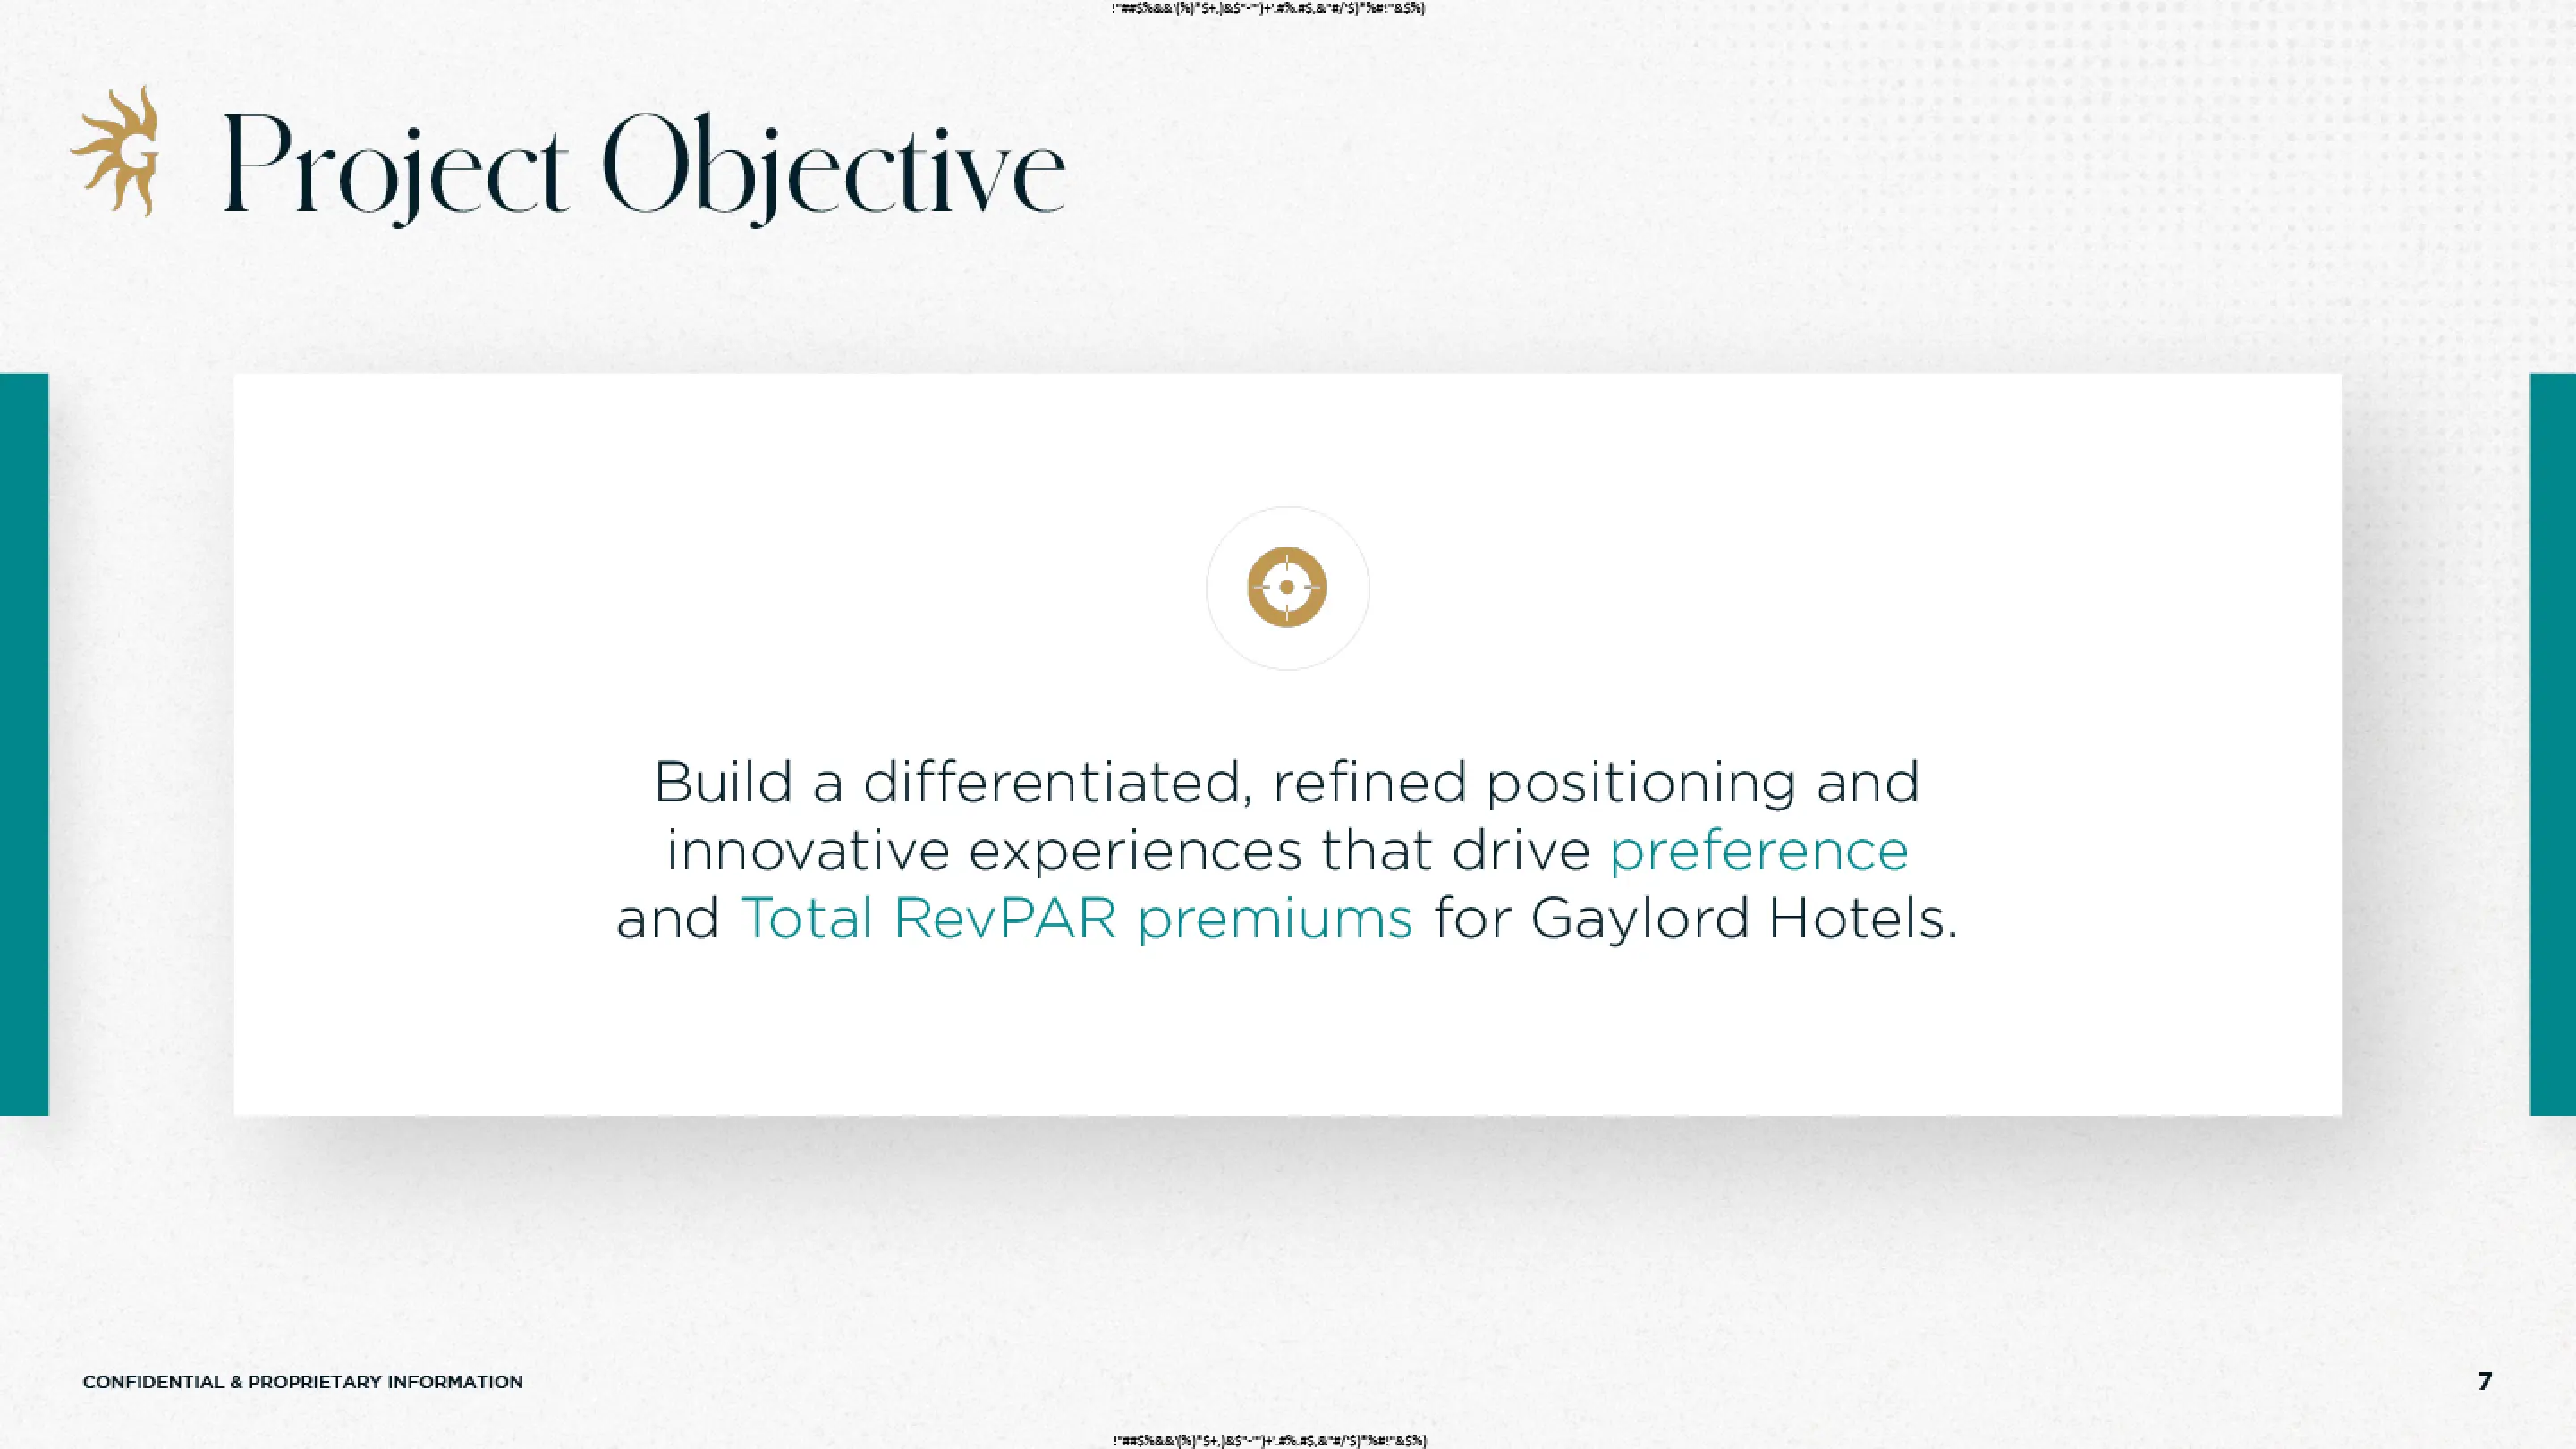 Project Objective
Build a differentiated, refined positioning and
innovative experiences that drive preference
and Total RevPAR premiums for Gaylord Hotels.
CONFIDENTIAL & PROPRIETARY INFORMATION
7